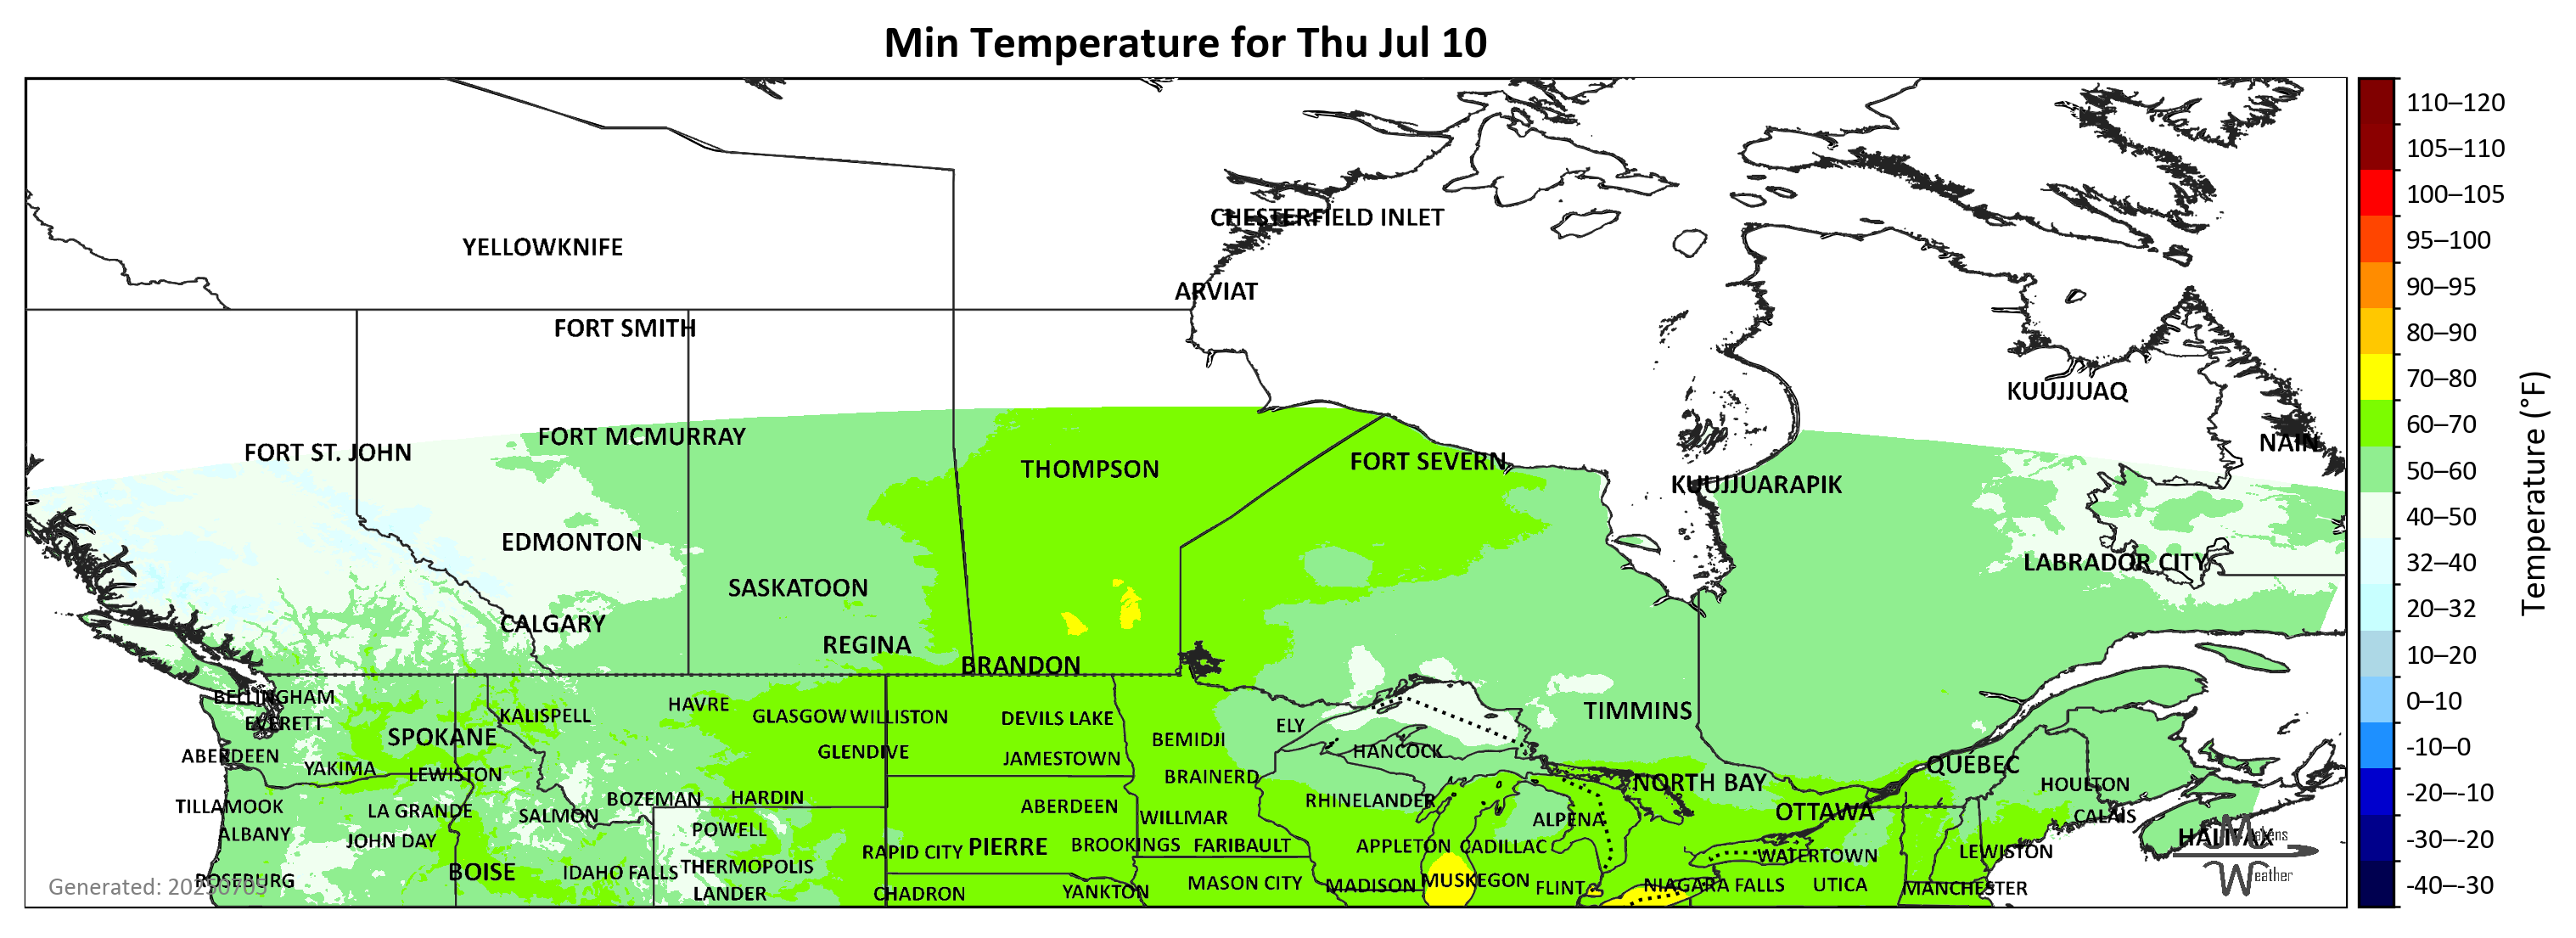 Min Temperature for Thu Jul 10
CHESTERFIELD INLET
YELLOWKNIFE
ARVIAT
FORT SMITH
KUUJJUAQ
FORT MCMURRAY
NAIN
FORT ST. JOHN
THOMPSON
FORT SEVERN
KUUJJUARAPIK
EDMONTON
LABRADOR CITY
SASKATOON
CALGARY
REGINA
BRANDON
BELLINGHAM
HAVRE
KALISPELL
GLASGOW
WILLISTON
DEVILS LAKE
TIMMINS
EVERETT
ELY
SPOKANE
BEMIDJI
HANCOCK
GLENDIVE
ABERDEEN
JAMESTOWN
QUÉBEC
YAKIMA
LEWISTON
BRAINERD
NORTH BAY
HOULTON
BOZEMAN
HARDIN
RHINELANDER
TILLAMOOK
LA GRANDE
ABERDEEN
OTTAWA
SALMON
WILLMAR
CALAIS
ALPENA
ALBANY
POWELL
HALIFAX
JOHN DAY
PIERRE
BROOKINGS
FARIBAULT
APPLETON
CADILLAC
RAPID CITY
LEWISTON
WATERTOWN
THERMOPOLIS
BOISE
IDAHO FALLS
ROSEBURG
MUSKEGON
MASON CITY
MADISON
NIAGARA FALLS
UTICA
FLINT
MANCHESTER
LANDER
CHADRON
YANKTON
Generated: 20250705
Makens
Weather
110–120
105–110
100–105
95–100
90–95
80–90
70–80
60–70
50–60
40–50
32–40
20–32
10–20
0–10
-10–0
-20–-10
-30–-20
-40–-30
Temperature (°F)